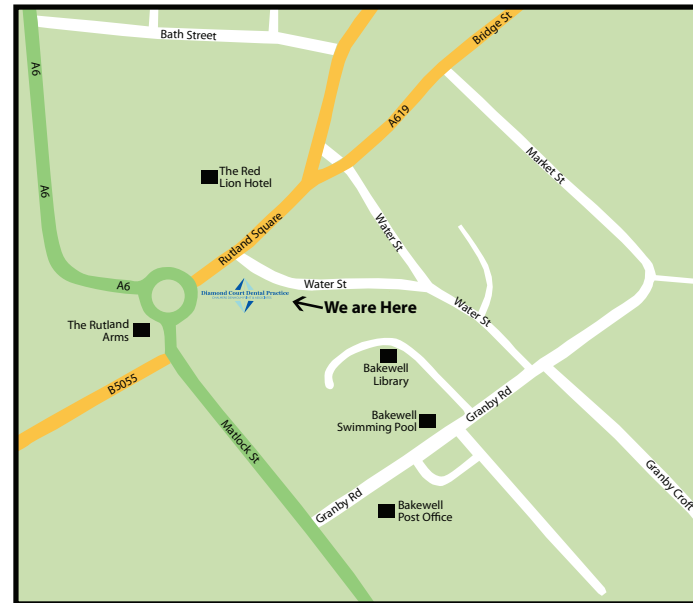 Bath Street
Bridge St
A6
A619
The Red
Lion Hotel
Market St
A6
Rutland Square
Water St
A6
Water St
Diamond Court Dental Practice
We are Here
Water St
The Rutland
Arms
Bakewell
Library
B5055
Bakewell
Swimming Pool
Granby Rd
Matlock St
Granby Croft
Granby Rd
Bakewell
Post Office